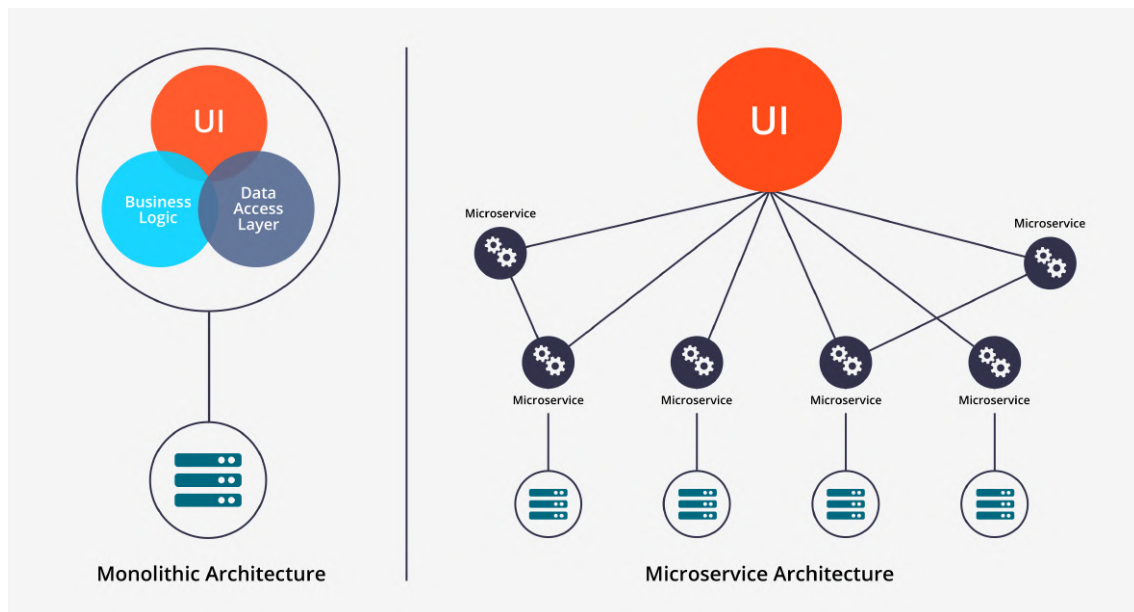 UI
Business
Logic
Data
Access
Layer
Monolithic Architecture
UI
Microservice
Microservice
Microservice
Microservice
Microservice
Microservice
Microservice Architecture